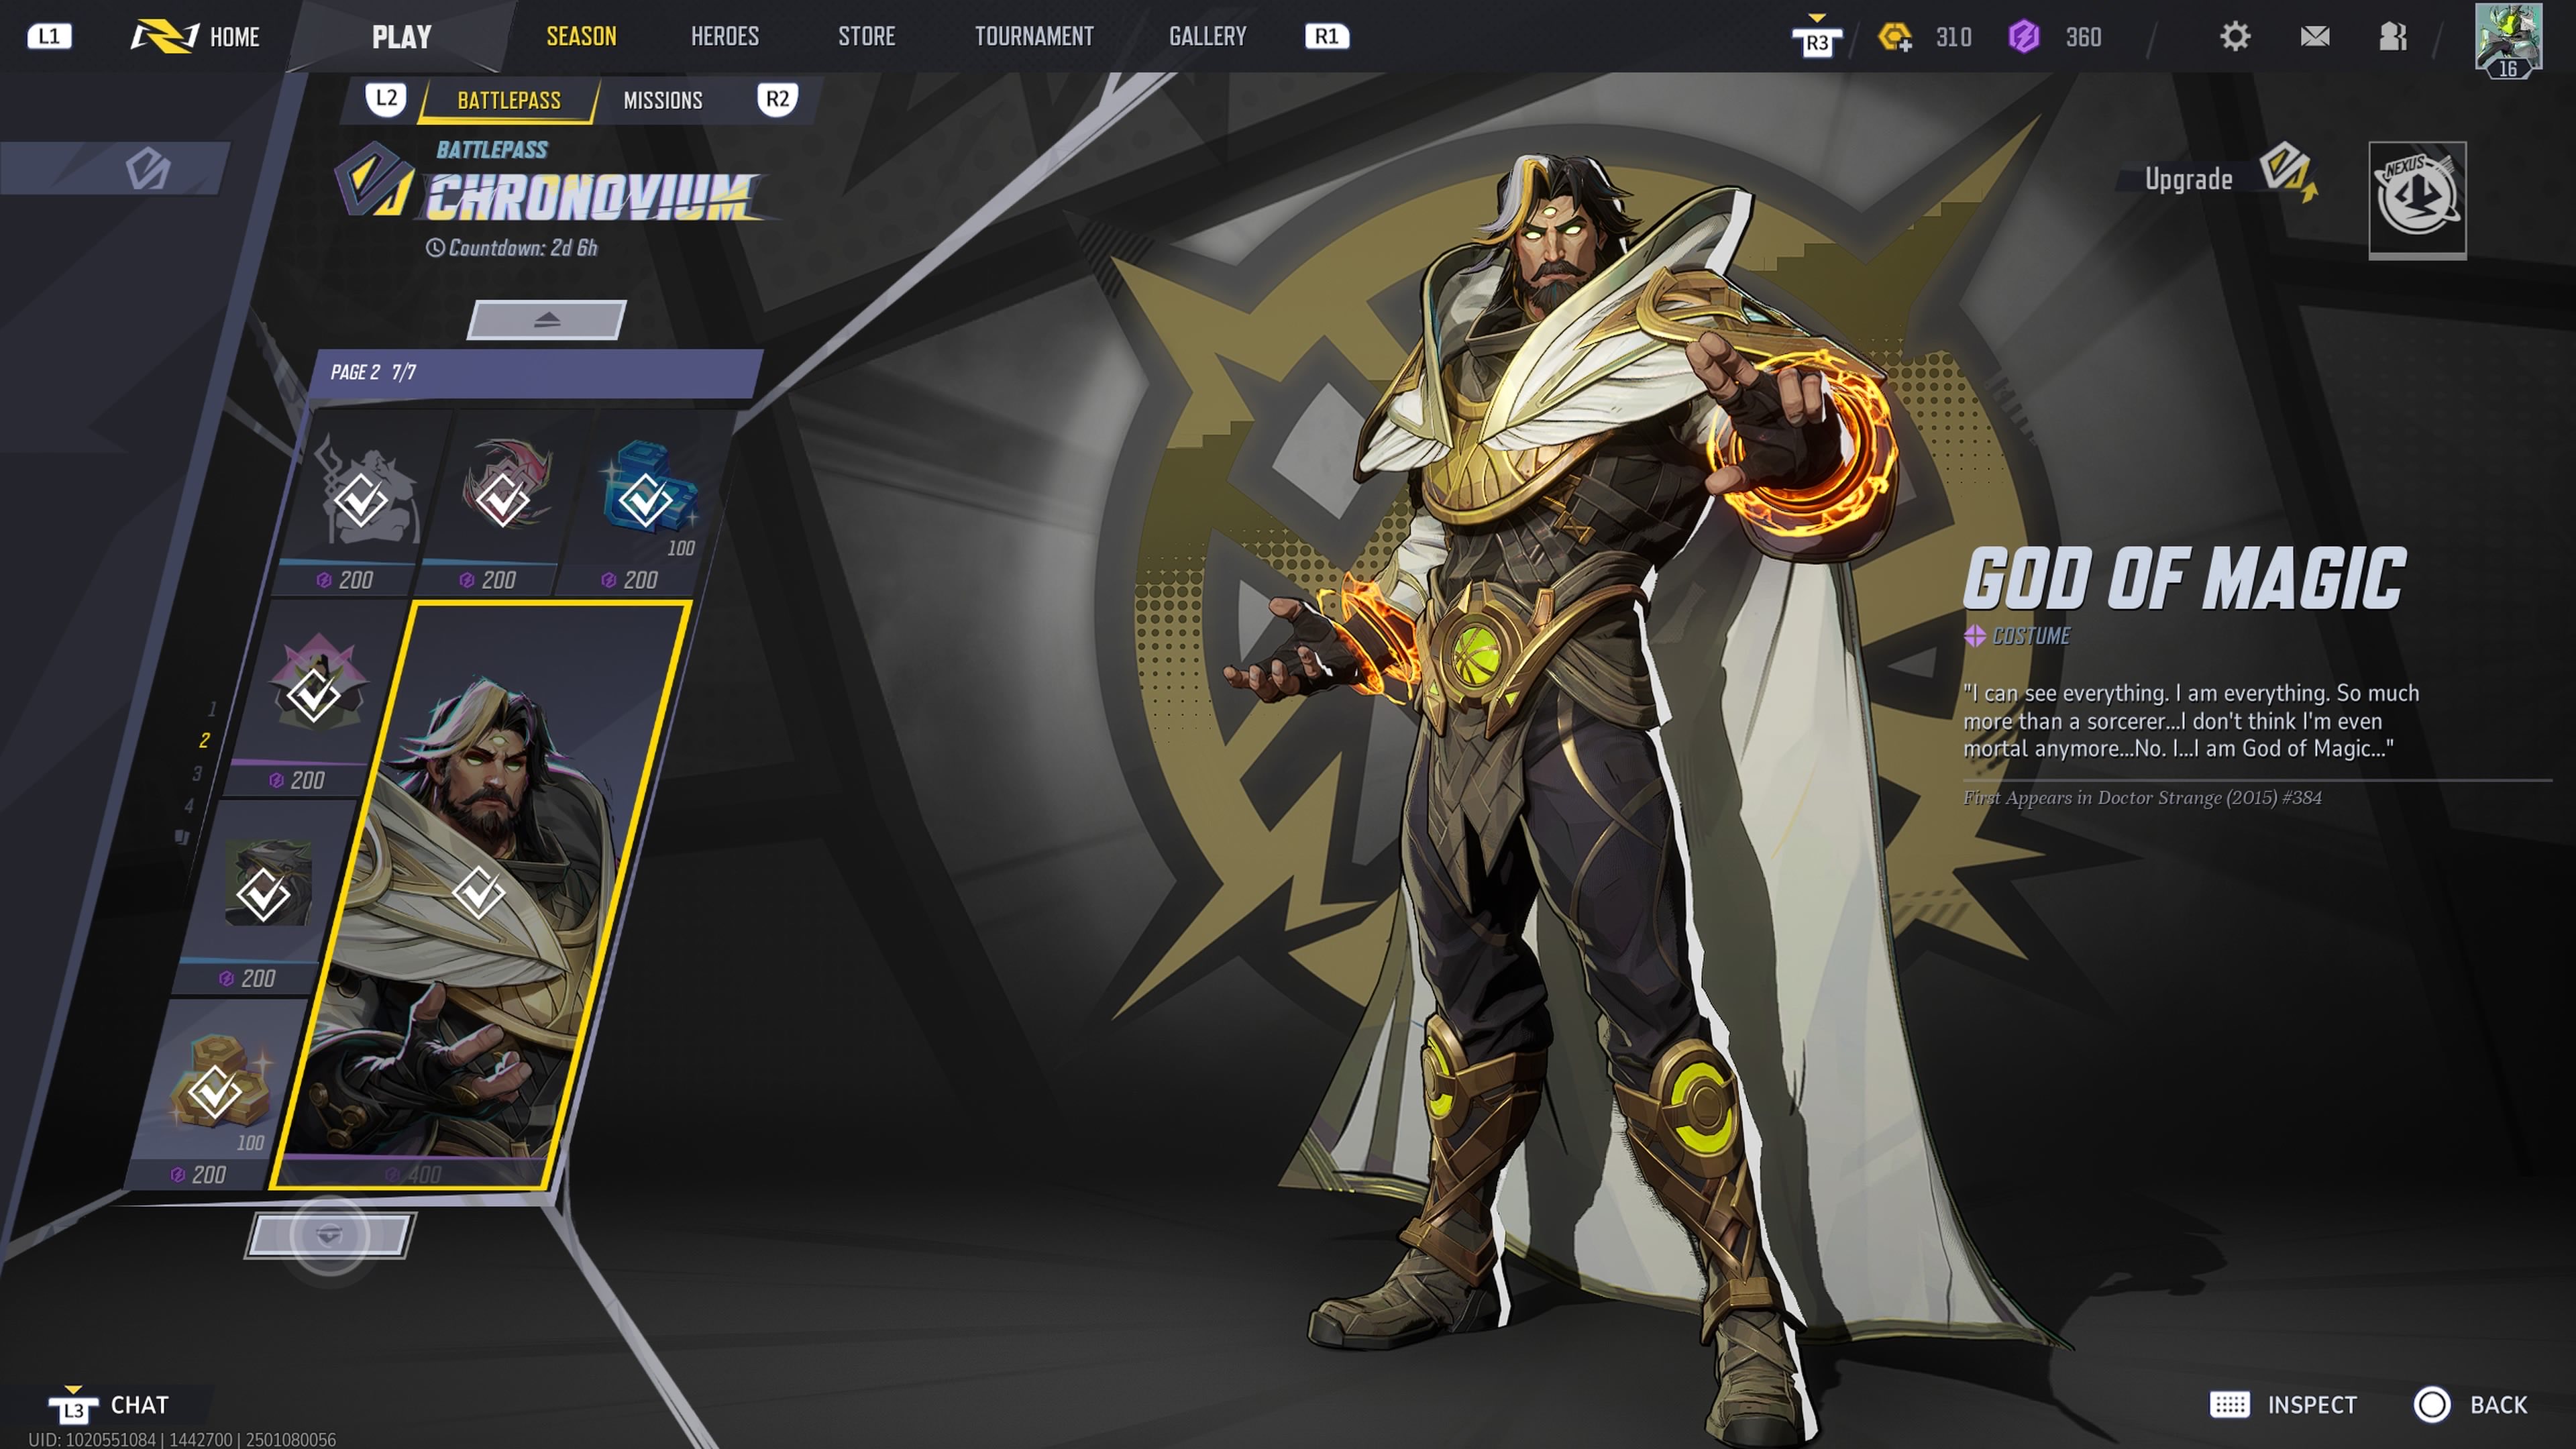 L1
HOME
PLAY
SEASON
HEROES
STORE
TOURNAMENT
GALLERY
R1
R3
310
360
16
L2
BATTLEPASS
MISSIONS
R2
BATTLEPASS
CHRONOVIUM
Countdown: 2d 6h
Upgrade
NEXUS
PAGE 2 7/7
100
200
200
200
200
200
100
200
400
1
2
3
4
GOD OF MAGIC
COSTUME
"I can see everything. I am everything. So much
more than a sorcerer...I don't think I'm even
mortal anymore...No. I...I am God of Magic..."
First Appears in Doctor Strange (2015) #384
L3
CHAT
INSPECT
BACK
UID: 1020551084 | 1442700 | 2501080056